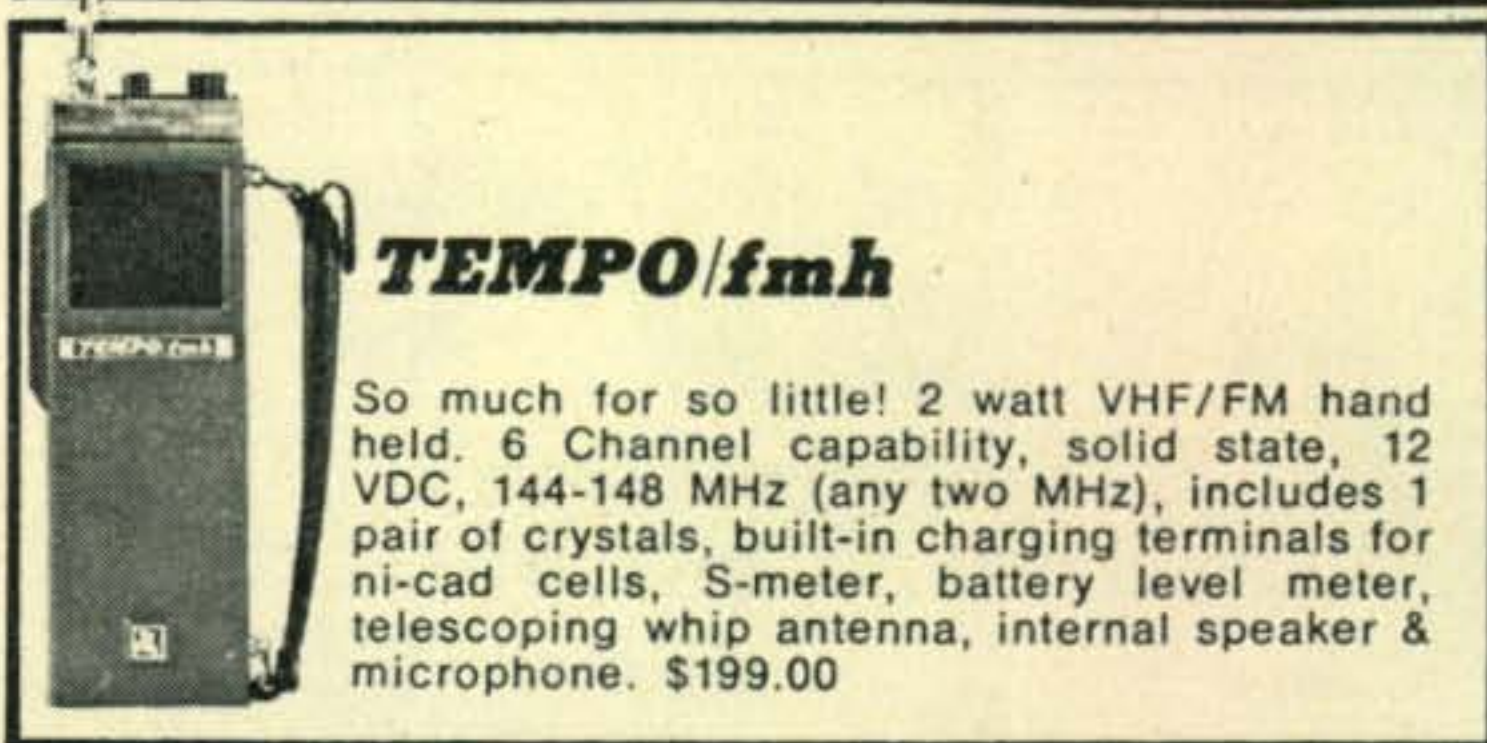 TEMPO/fmh
TEMPO fmh
So much for so little! 2 watt VHF/FM hand
held. 6 Channel capability, solid state, 12
VDC, 144-148 MHz (any two MHz), includes 1
pair of crystals, built-in charging terminals for
ni-cad cells, S-meter, battery level meter,
telescoping whip antenna, internal speaker &
microphone. $199.00